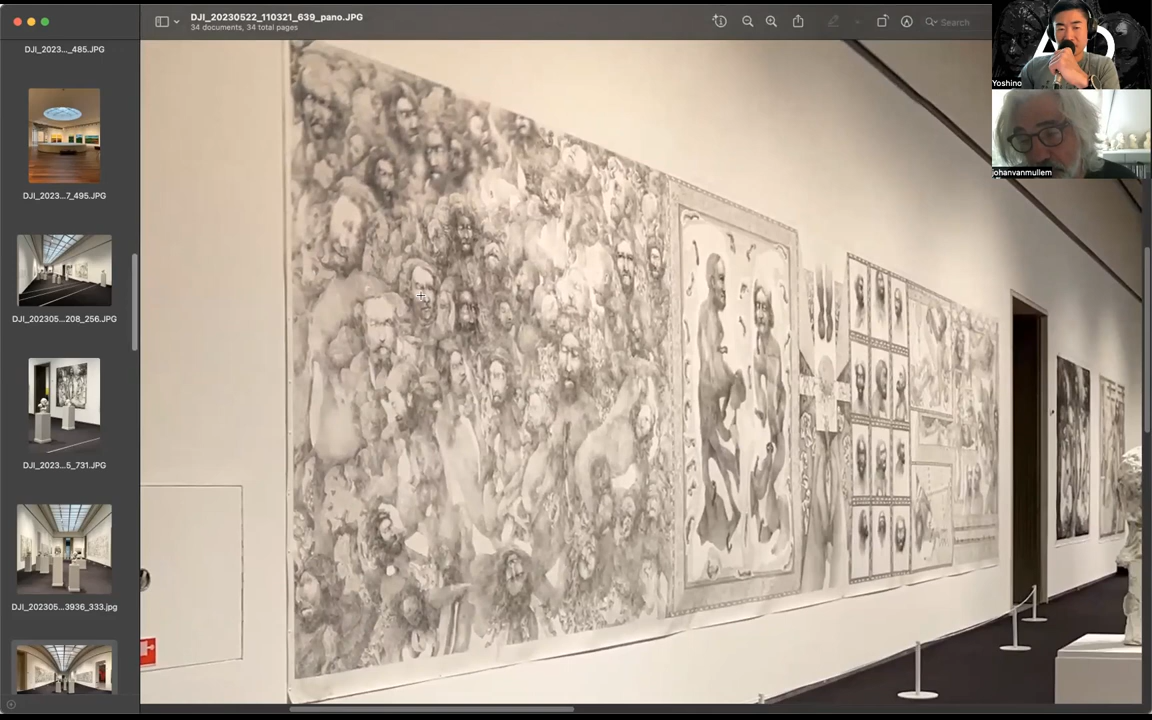 DJI_20230522_110321_639_pano.JPG
34 documents, 34 total pages
Search
DJI_2023..._485.JPG
DJI_2023...7_495.JPG
DJI_202305...208_256.JPG
DJI_2023...5_731.JPG
DJI_202305...3936_333.jpg
Yoshino
johanvanmullem